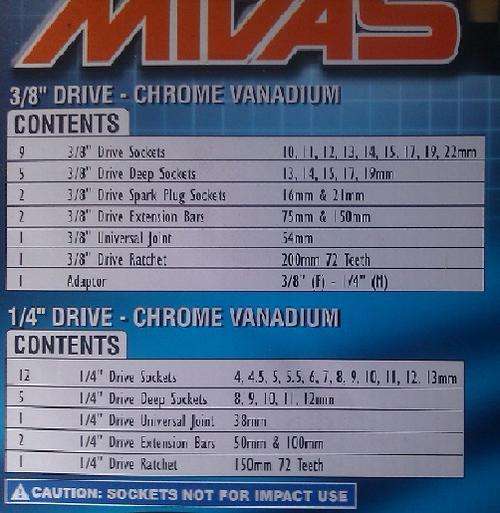 MIVAS
3/8" DRIVE - CHROME VANADIUM
CONTENTS
9 3/8" Drive Sockets 10, 11, 12, 13, 14, 15, 17, 19, 22mm
5 3/8" Drive Deep Sockets 13, 14, 15, 17, 19mm
2 3/8" Drive Spark Plug Sockets 16mm & 21mm
2 3/8" Drive Extension Bars 75mm & 150mm
1 3/8" Universal Joint 54mm
1 3/8" Drive Ratchet 200mm 72 Teeth
1 Adaptor 3/8" (F) - 1/4" (M)
1/4" DRIVE - CHROME VANADIUM
CONTENTS
12 1/4" Drive Sockets 4, 4.5, 5, 5.5, 6, 7, 8, 9, 10, 11, 12, 13mm
5 1/4" Drive Deep Sockets 8, 9, 10, 11, 12mm
1 1/4" Drive Universal Joint 38mm
2 1/4" Drive Extension Bars 50mm & 100mm
1 1/4" Drive Ratchet 150mm 72 Teeth
CAUTION: SOCKETS NOT FOR IMPACT USE